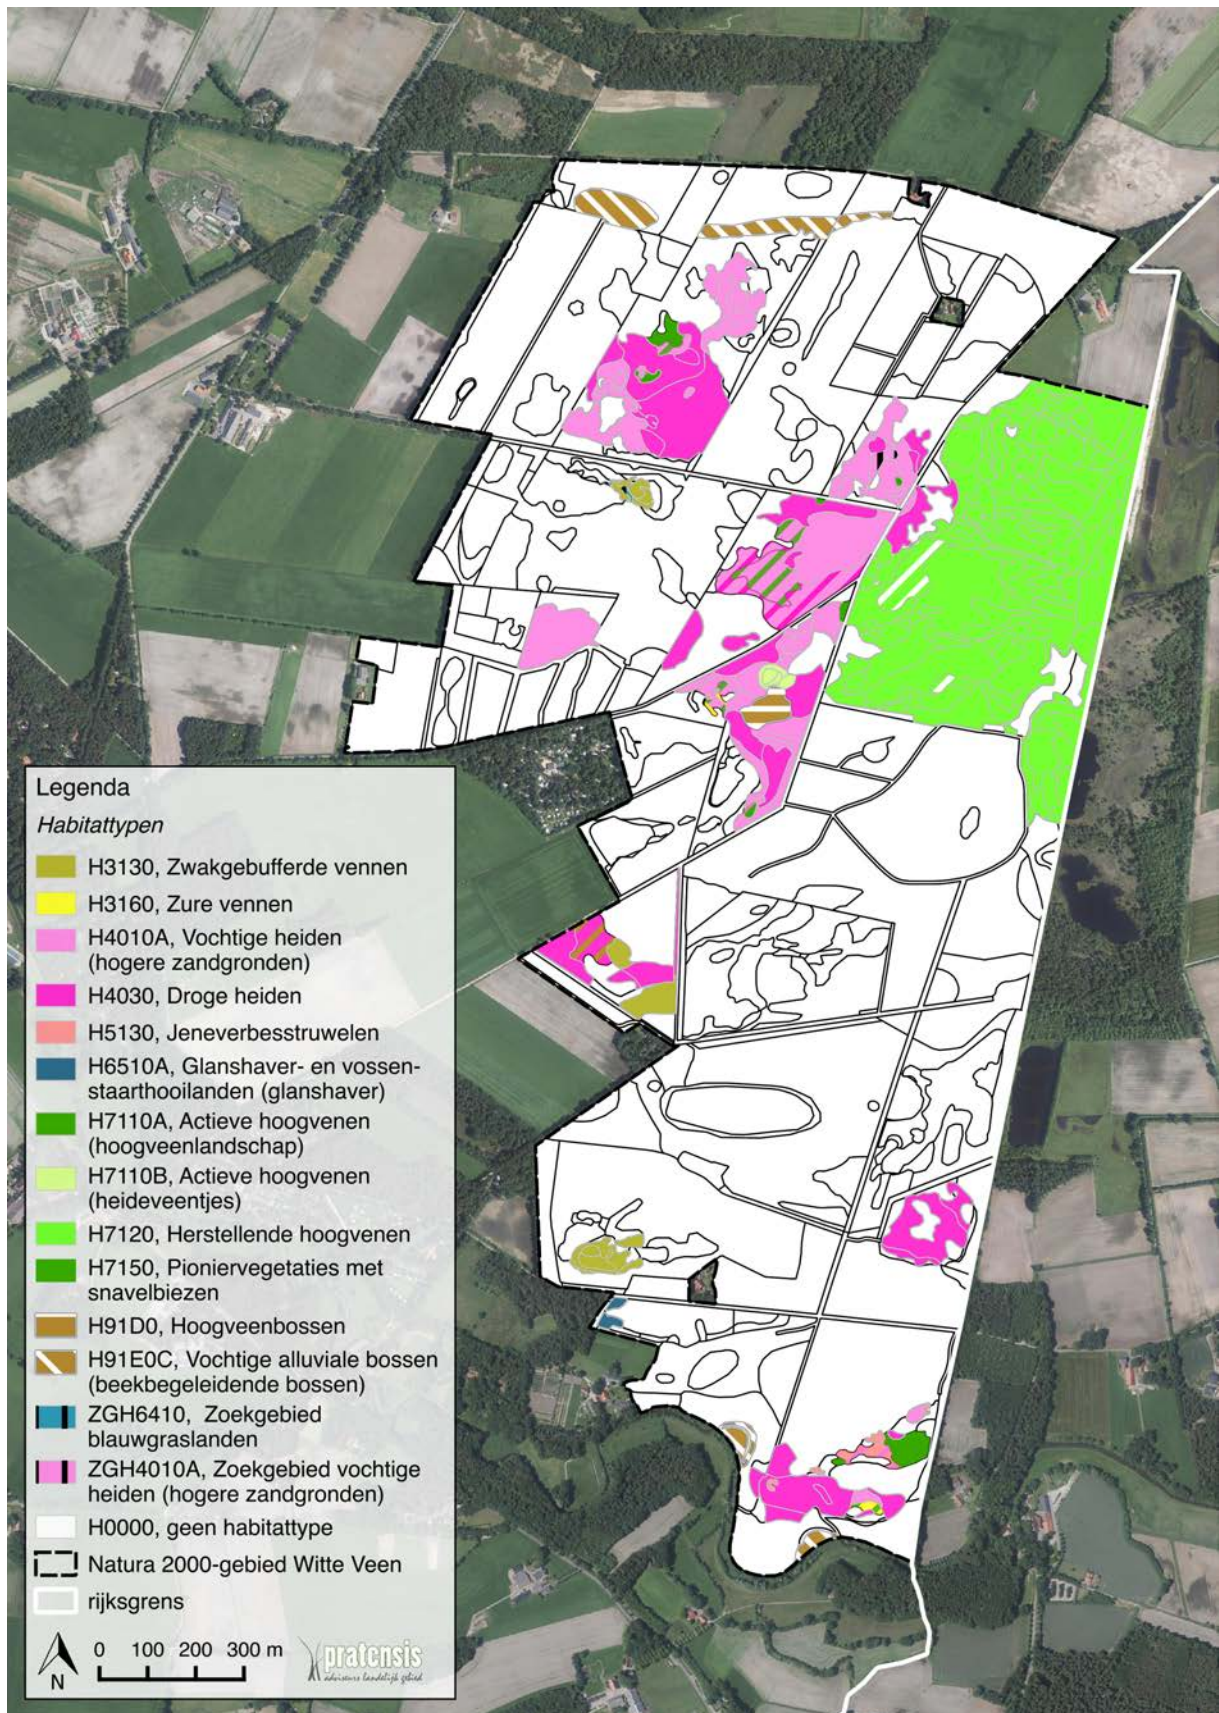 Legenda
Habitattypen
H3130, Zwakgebufferde vennen
H3160, Zure vennen
H4010A, Vochtige heiden
(hogere zandgronden)
H4030, Droge heiden
H5130, Jeneverbesstruwelen
H6510A, Glanshaver- en vossen-
staarthooilanden (glanshaver)
H7110A, Actieve hoogvenen
(hoogveenlandschap)
H7110B, Actieve hoogvenen
(heideveentjes)
H7120, Herstellende hoogvenen
H7150, Pioniervegetaties met
snavelbiezen
H91D0, Hoogveenbossen
H91E0C, Vochtige alluviale bossen
(beekbegeleidende bossen)
ZGH6410, Zoekgebied
blauwgraslanden
ZGH4010A, Zoekgebied vochtige
heiden (hogere zandgronden)
H0000, geen habitattype
Natura 2000-gebied Witte Veen
rijksgrens
N
0 100 200 300 m
pratensis
adviseurs landelijk gebied